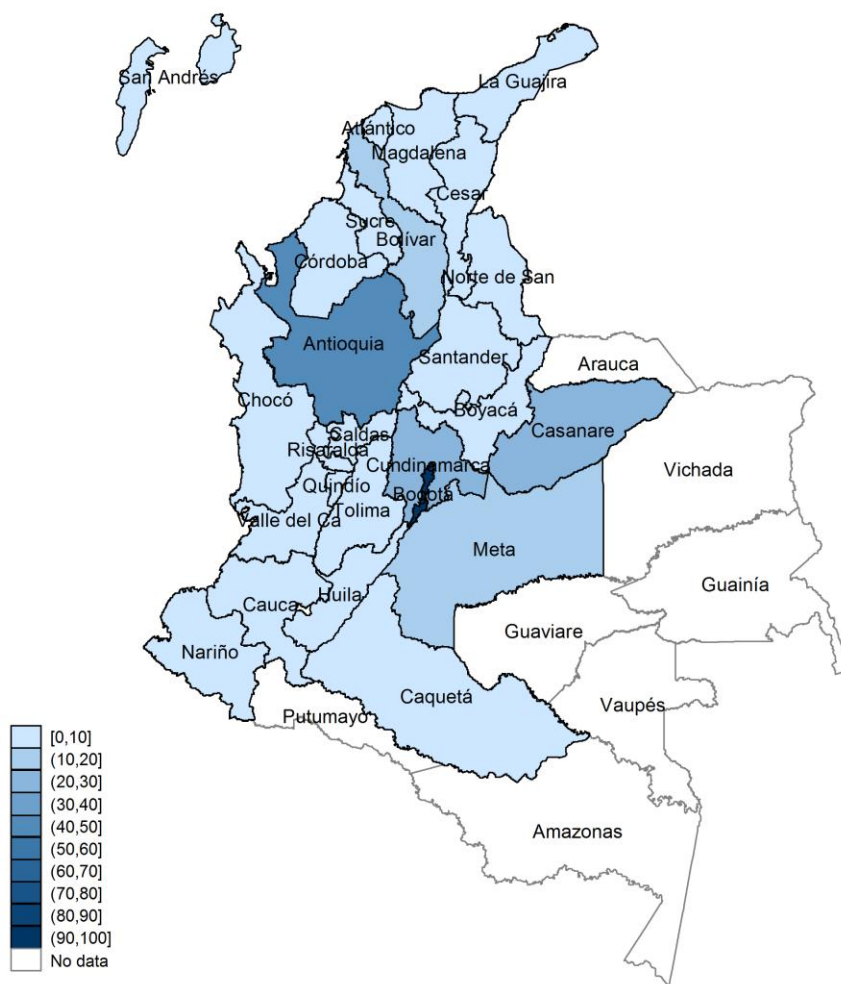 San Andrés
La Guajira
Atlántico
Magdalena
Cesar
Sucre
Bolívar
Córdoba
Norte de San
Antioquia
Santander
Arauca
Chocó
Boyacá
Casanare
Caldas
Risaralda
Cundinamarca
Vichada
Quindío
Bogotá
Tolima
Valle del Ca
Meta
Guainía
Huila
Cauca
Guaviare
Nariño
Caquetá
Vaupés
Putumayo
Amazonas
[0,10]
(10,20]
(20,30]
(30,40]
(40,50]
(50,60]
(60,70]
(70,80]
(80,90]
(90,100]
No data